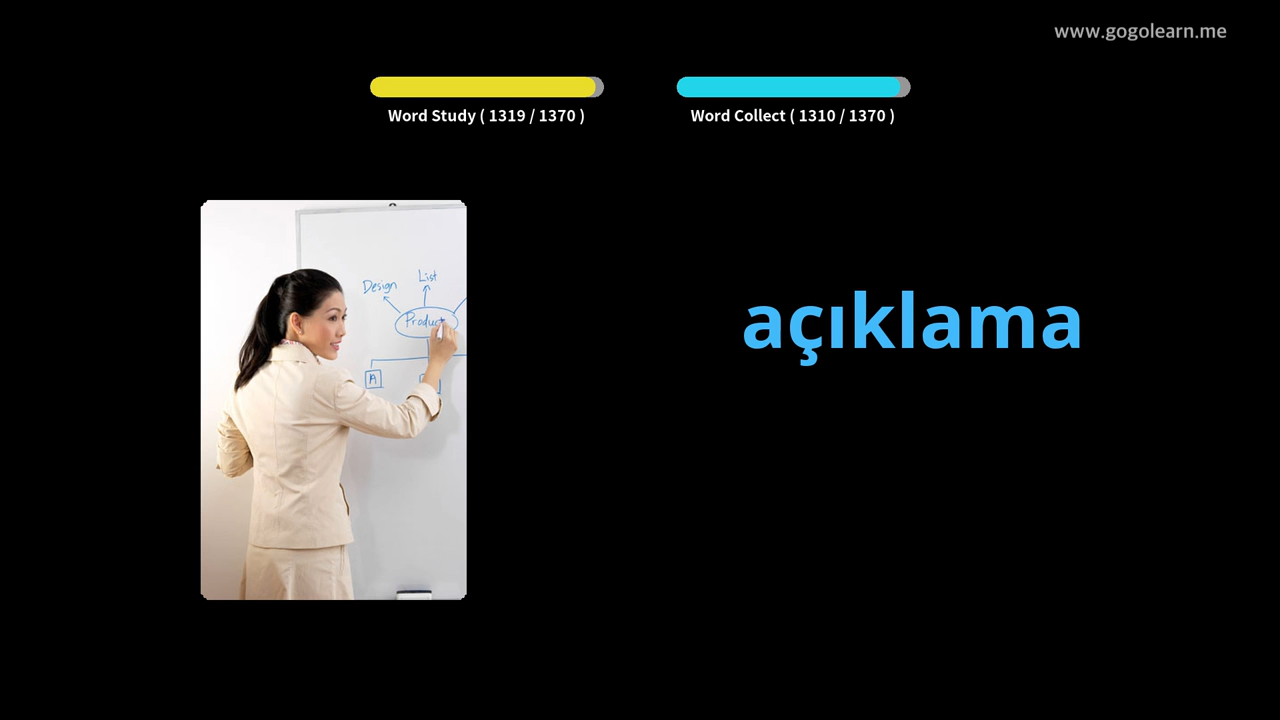 www.gogolearn.me
Word Study ( 1319 / 1370 )
Word Collect ( 1310 / 1370 )
Design
List
Product
A
açıklama